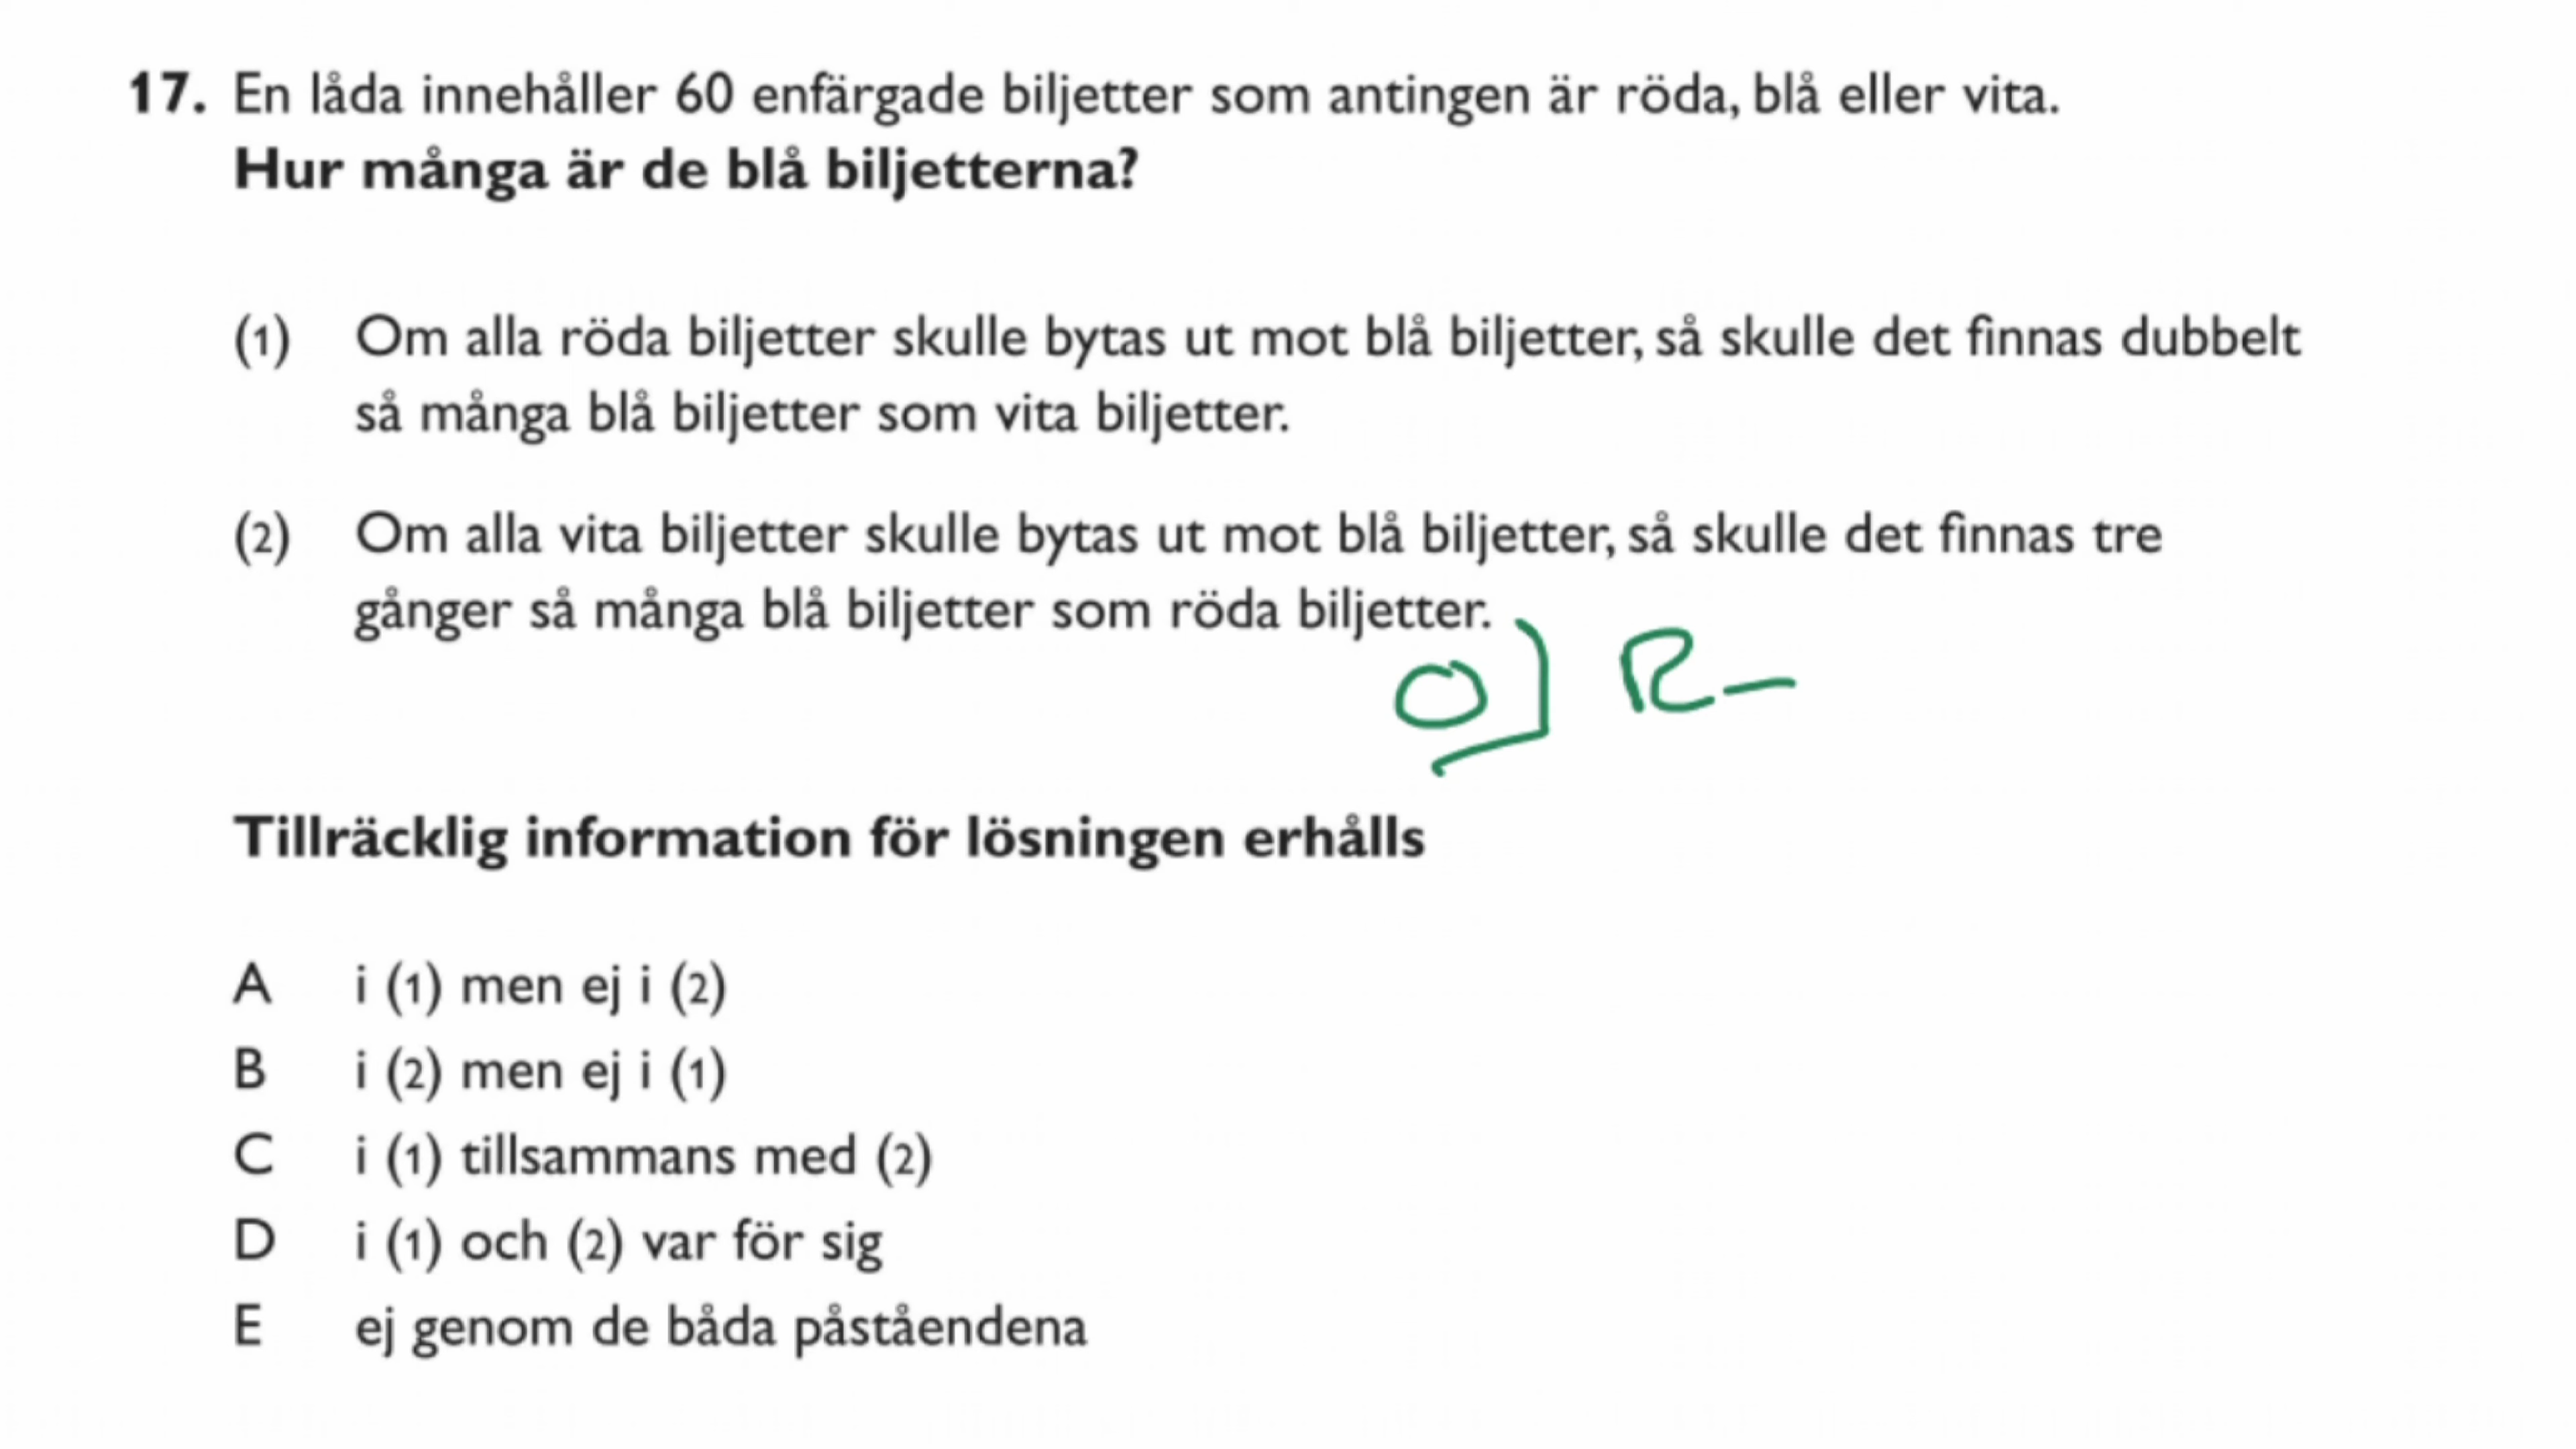 17. En låda innehåller 60 enfärgade biljetter som antingen är röda, blå eller vita.
Hur många är de blå biljetterna?
(1) Om alla röda biljetter skulle bytas ut mot blå biljetter, så skulle det finnas dubbelt
så många blå biljetter som vita biljetter.
(2) Om alla vita biljetter skulle bytas ut mot blå biljetter, så skulle det finnas tre
gånger så många blå biljetter som röda biljetter.
R
Tillräcklig information för lösningen erhålls
A i (1) men ej i (2)
B i (2) men ej i (1)
C i (1) tillsammans med (2)
D i (1) och (2) var för sig
E ej genom de båda påståendena